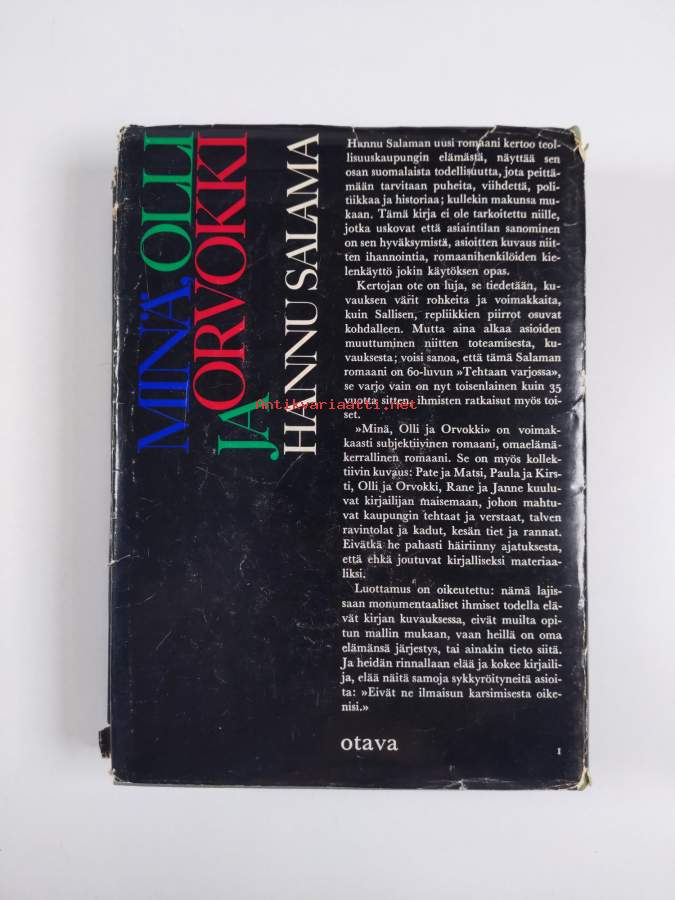 MINÄ, OLLI
JA ORVOKKI
HANNU SALAMA
Hannu Salaman uusi romaani kertoo teol-
lisuuskaupungin elämästä, näyttää sen
osan suomalaista todellisuutta, jota peittä-
mään tarvitaan puheita, viihdettä, poli-
tiikkaa ja historiaa; kullekin makunsa mu-
kaan. Tämä kirja ei ole tarkoitettu niille,
jotka uskovat että asiaintilan sanominen
on sen hyväksymistä, asioitten kuvaus niit-
ten ihannointia, romaanihenkilöiden kie-
lenkäyttö jokin käytöksen opas.
Kertojan ote on luja, se tiedetään, ku-
vauksen värit rohkeita ja voimakkaita,
kuin Sallisen, repliikkien piirrot osuvat
kohdalleen. Mutta aina alkaa asioiden
muuttuminen niitten toteamisesta, ku-
vauksesta; voisi sanoa, että tämä Salaman
romaani on 60-luvun »Tehtaan varjossa»,
se varjo vain on nyt toisenlainen kuin 35
vuotta sitten, ihmisten ratkaisut myös toi-
set.
»Minä, Olli ja Orvokki» on voimak-
kaasti subjektiivinen romaani, omaelämä-
kerrallinen romaani. Se on myös kollek-
tiivin kuvaus: Pate ja Matsi, Paula ja Kirs-
ti, Olli ja Orvokki, Rane ja Janne kuulu-
vat kirjailijan maisemaan, johon mahtu-
vat kaupungin tehtaat ja verstaat, talven
ravintolat ja kadut, kesän tiet ja rannat.
Eivätkä he pahasti häiriinny ajatuksesta,
että ehkä joutuvat kirjalliseksi materiaa-
liksi.
Luottamus on oikeutettu: nämä lajis-
saan monumentaaliset ihmiset todella elä-
vät kirjan kuvauksessa, eivät muilta opi-
tun mallin mukaan, vaan heillä on oma
elämänsä järjestys, tai ainakin tieto siitä.
Ja heidän rinnallaan elää ja kokee kirjaili-
ja, elää näitä samoja sykkyröityneitä asioi-
ta: »Eivät ne ilmaisun karsimisesta oike-
nisi.»
otava
1
Antikvariaatti.net